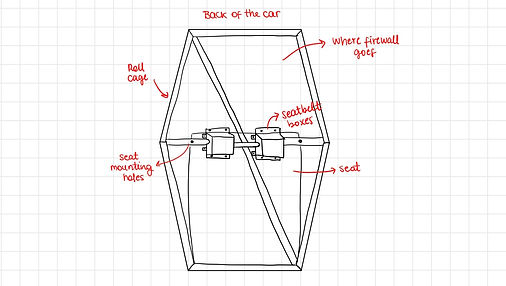 Back of the car
Where firewall
goes
Roll
cage
Seatbelt
boxes
seat
mounting
holes
seat